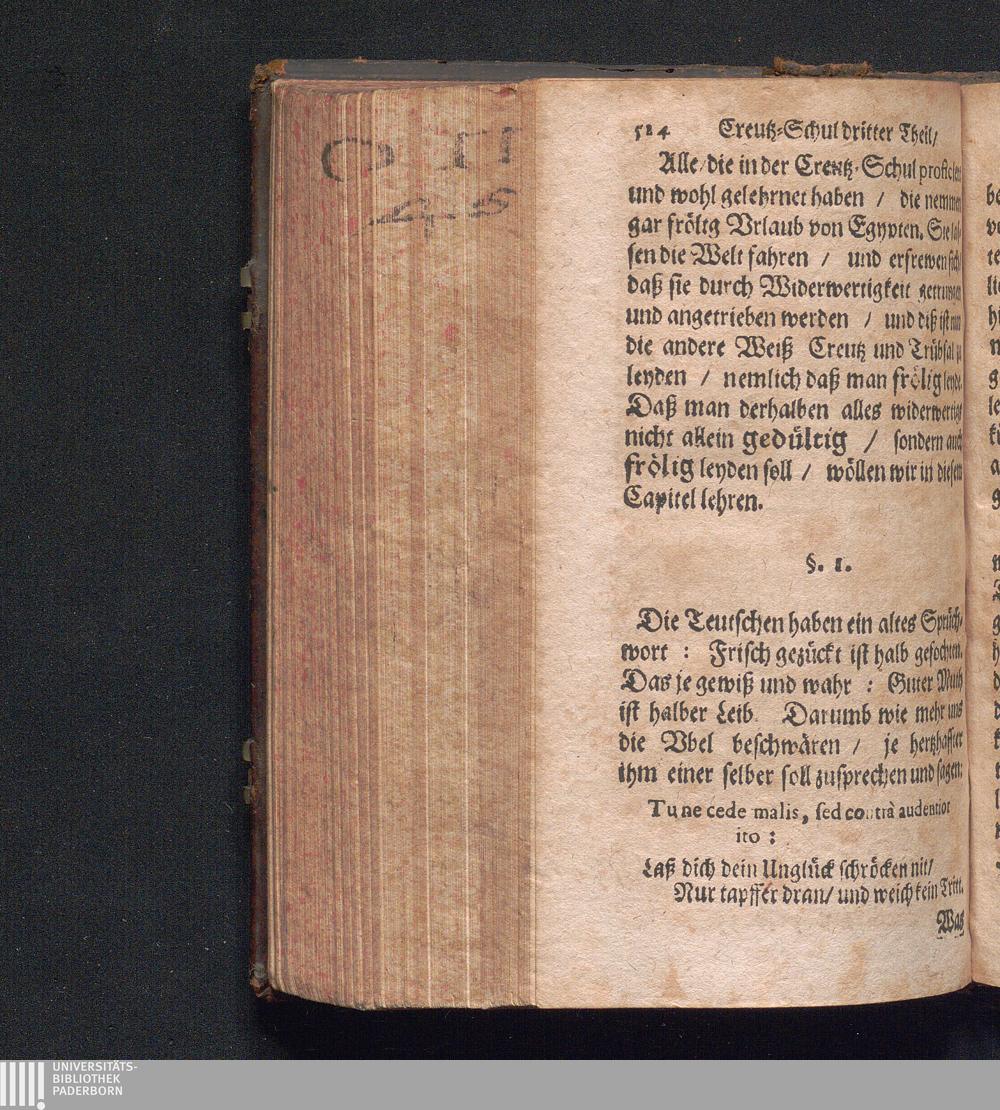 524 Creutz-Schul dritter Theil/
Alle/ die in der Creutz-Schul
und wohl gelehrnet haben / die nemmen
gar frölig Vrlaub von Egypten. Sie las-
sen die Welt fahren / und erfrewen sich/
daß sie durch Widerwertigkeit getrungen
und angetrieben werden / und diß ist nun
die andere Weiß Creutz und Trübsal zu
leyden / nemlich daß man frölig leyde.
Daß man derhalben alles widerwertige
nicht allein gedültig / sondern auch
frölig leyden soll / wöllen wir in diesem
Capitel lehren.
§. 1.
Die Teutschen haben ein altes Sprüch-
wort : Frisch gezückt ist halb gefochten.
Das je gewiß und wahr : Guter Muth
ist halber Leib. Darumb wie mehr uns
die Vbel beschwären / je hertzhaffter
ihm einer selber soll zusprechen und sagen:
Tu ne cede malis, sed contrà audentior
ito :
Laß dich dein Unglück schröcken nit/
Nur tapffer dran/ und weich kein Tritt.
Was
O II
45
UNIVERSITÄTS-
BIBLIOTHEK
PADERBORN